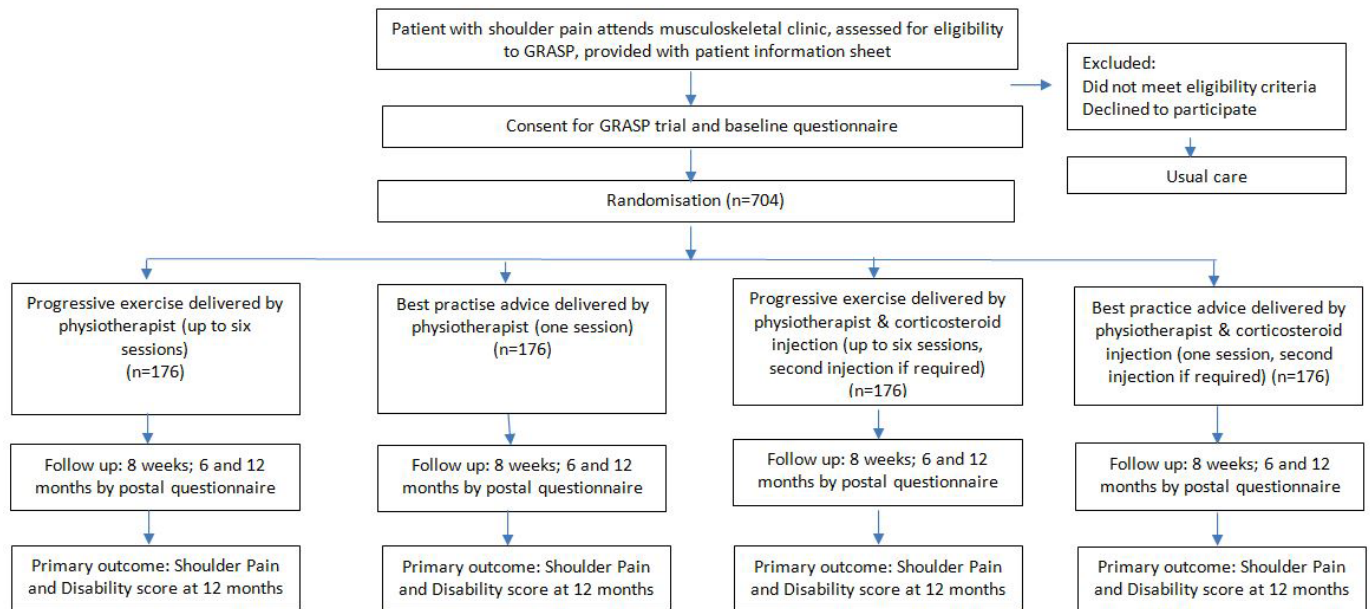 Patient with shoulder pain attends musculoskeletal clinic, assessed for eligibility
to GRASP, provided with patient information sheet
Excluded:
Did not meet eligibility criteria
Declined to participate
Consent for GRASP trial and baseline questionnaire
Usual care
Randomisation (n=704)
Progressive exercise delivered by
physiotherapist (up to six
sessions)
(n=176)
Best practise advice delivered by
physiotherapist (one session)
(n=176)
Progressive exercise delivered by
physiotherapist & corticosteroid
injection (up to six sessions,
second injection if required)
(n=176)
Best practice advice delivered by
physiotherapist & corticosteroid
injection (one session, second
injection if required) (n=176)
Follow up: 8 weeks; 6 and 12
months by postal questionnaire
Follow up: 8 weeks; 6 and 12
months by postal questionnaire
Follow up: 8 weeks; 6 and 12
months by postal questionnaire
Follow up: 8 weeks; 6 and 12
months by postal questionnaire
Primary outcome: Shoulder Pain
and Disability score at 12 months
Primary outcome: Shoulder Pain
and Disability score at 12 months
Primary outcome: Shoulder Pain
and Disability score at 12 months
Primary outcome: Shoulder Pain
and Disability score at 12 months